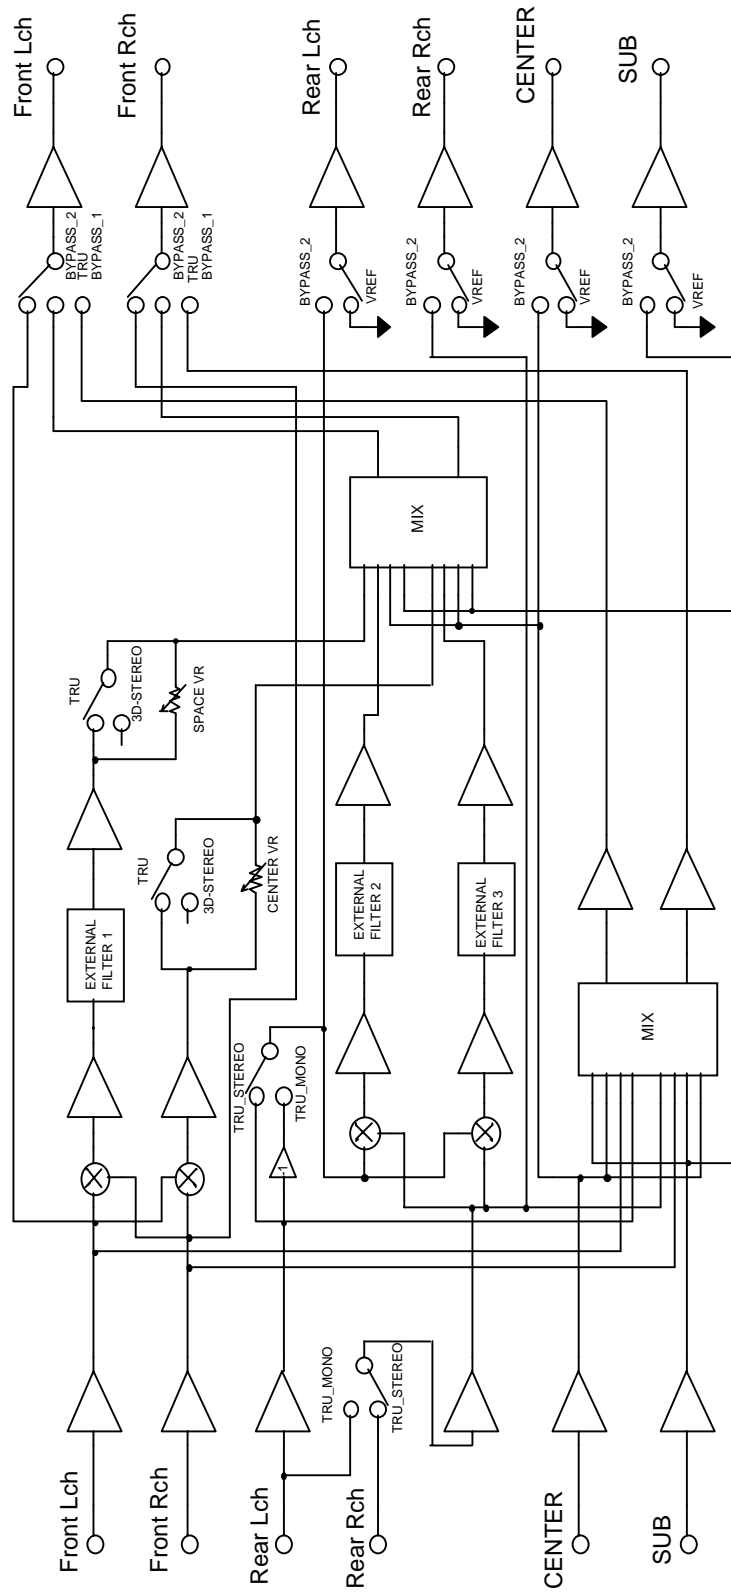 Front Lch
Front Rch
Rear Lch
Rear Rch
CENTER
SUB
BYPASS_2
TRU
BYPASS_1
BYPASS_2
TRU
BYPASS_1
BYPASS_2
VREF
BYPASS_2
VREF
BYPASS_2
VREF
BYPASS_2
VREF
MIX
TRU
3D-STEREO
SPACE VR
TRU
3D-STEREO
CENTER VR
EXTERNAL
FILTER 1
EXTERNAL
FILTER 2
EXTERNAL
FILTER 3
MIX
TRU_STEREO
TRU_MONO
-1
TRU_MONO
TRU_STEREO
Front Lch
Front Rch
Rear Lch
Rear Rch
CENTER
SUB